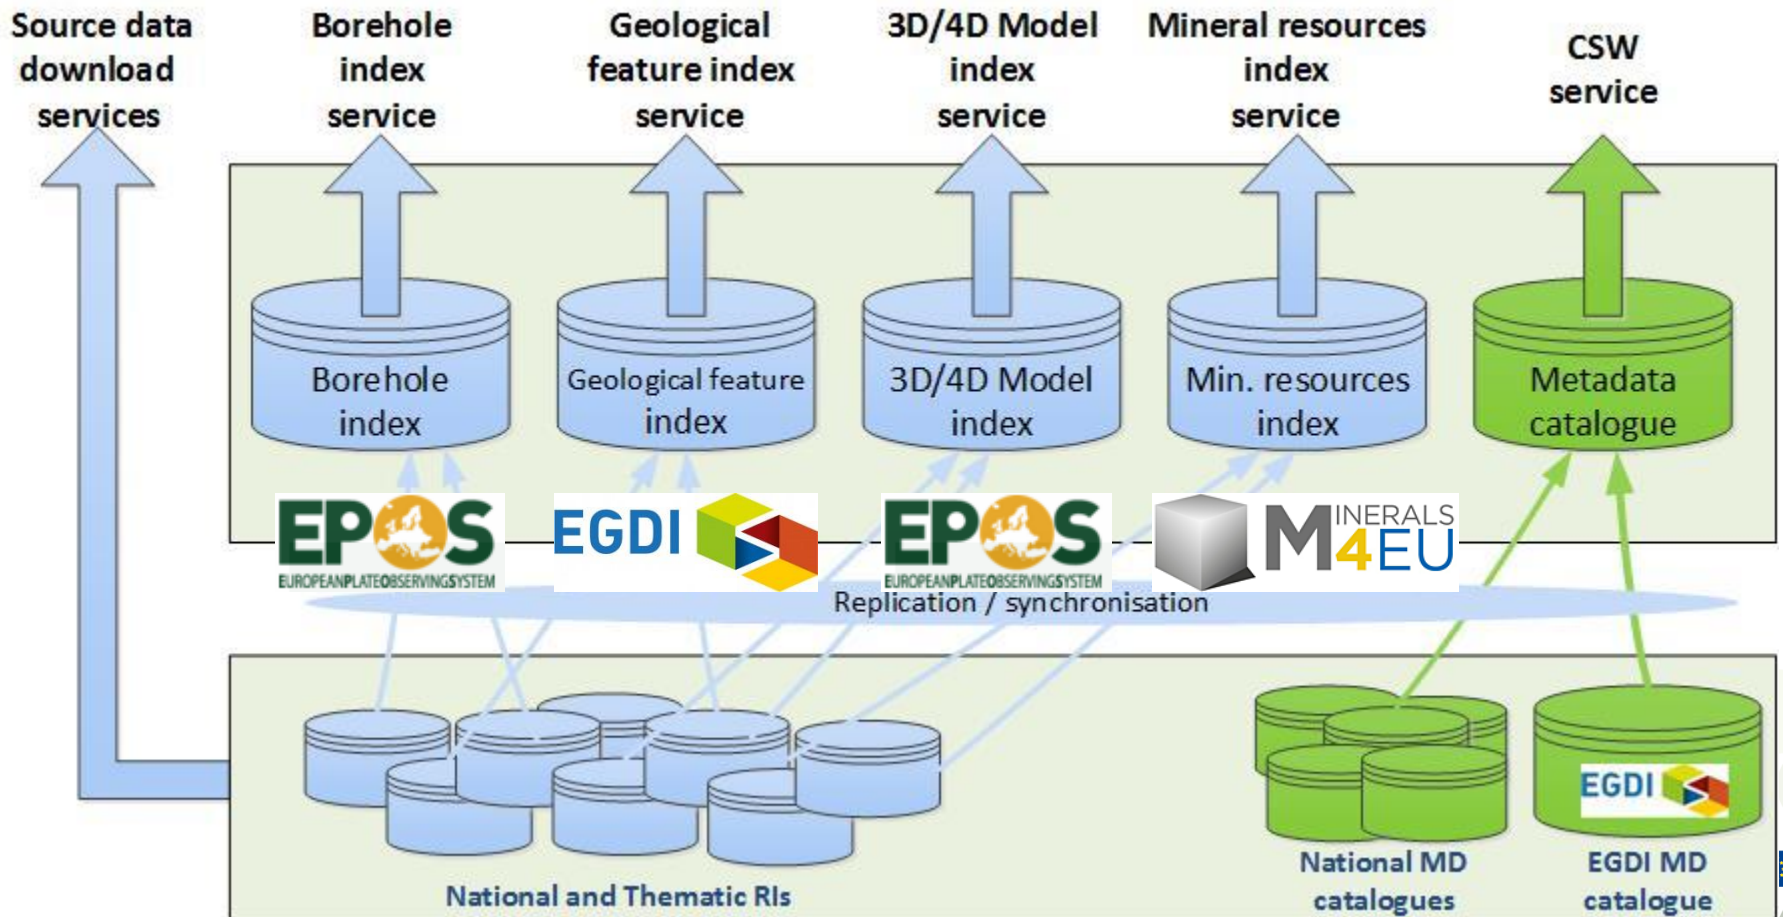 Source data
download
services
Borehole
index
service
Geological
feature index
service
3D/4D Model
index
service
Mineral resources
index
service
CSW
service
Borehole
index
Geological feature
index
3D/4D Model
index
Min. resources
index
Metadata
catalogue
EPOS
EUROPEANPLATEOBSERVINGSYSTEM
EGDI
EPOS
EUROPEANPLATEOBSERVINGSYSTEM
MINERALS
4EU
Replication / synchronisation
EGDI
National and Thematic RIs
National MD
catalogues
EGDI MD
catalogue